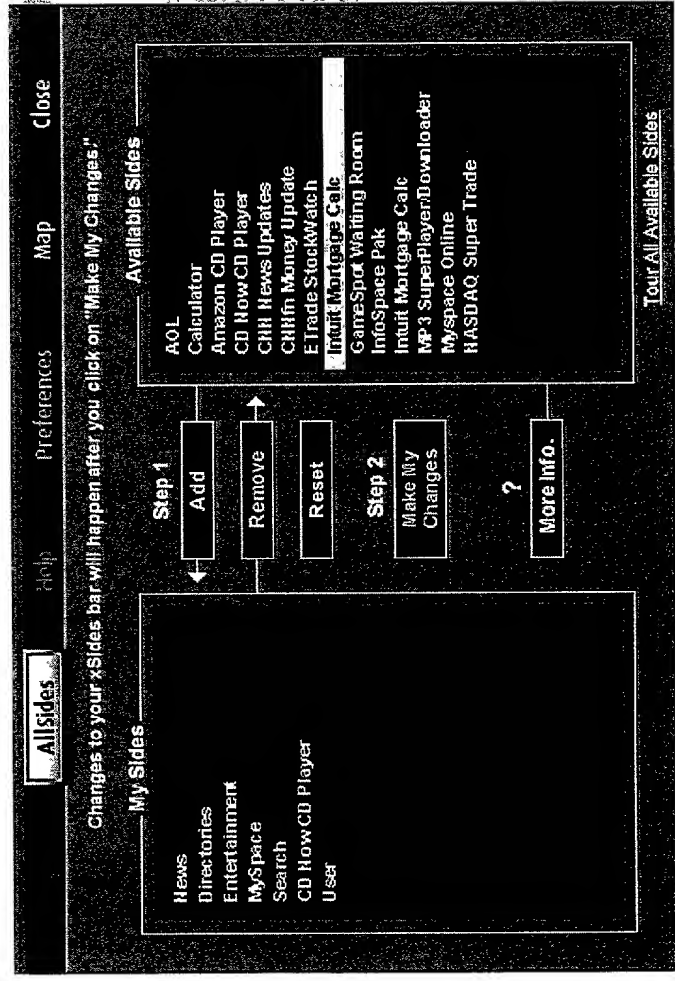 Allsides
Help
Preferences
Map
Close
Changes to your xSides bar will happen after you click on "Make My Changes."
My Sides
News
Directories
Entertainment
MySpace
Search
CD Now CD Player
User
Step 1
Add
Remove
Reset
Step 2
Make My
Changes
?
More Info.
Available Sides
AOL
Calculator
Amazon CD Player
CD Now CD Player
CNN News Updates
CNNfn Money Update
ETrade StockWatch
Intuit Mortgage Calc
GameSpot Waiting Room
InfoSpace Pak
Intuit Mortgage Calc
MP3 SuperPlayer/Downloader
Myspace Online
NASDAQ Super Trade
Tour All Available Sides